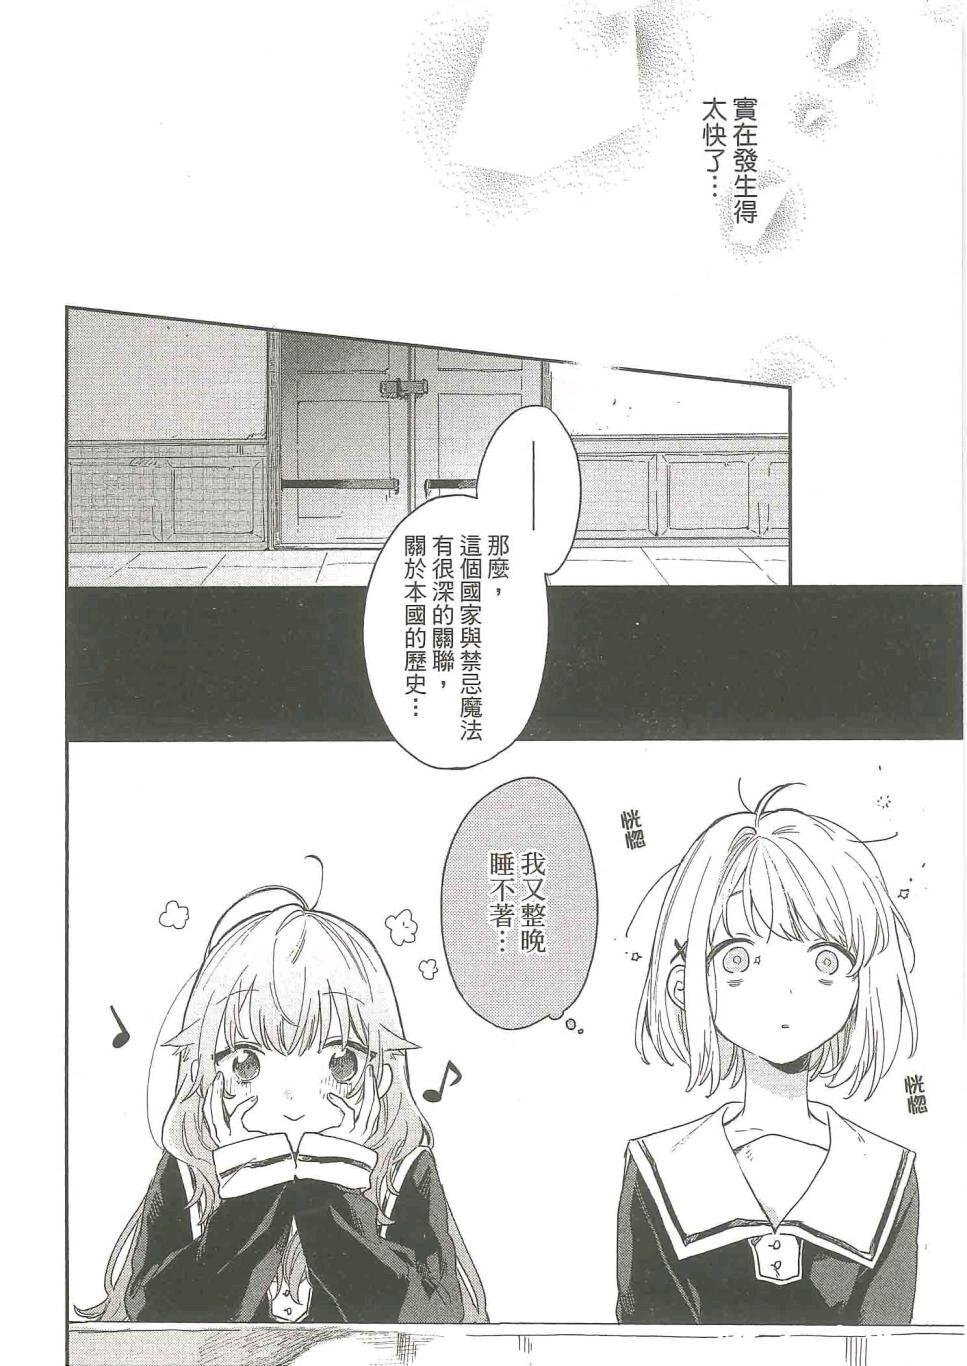 實在發生得
太快了…
——
那麼，
這個國家與禁忌魔法
有很深的關聯，
關於本國的歷史…
恍惚
我又整晚
睡不著…
恍惚